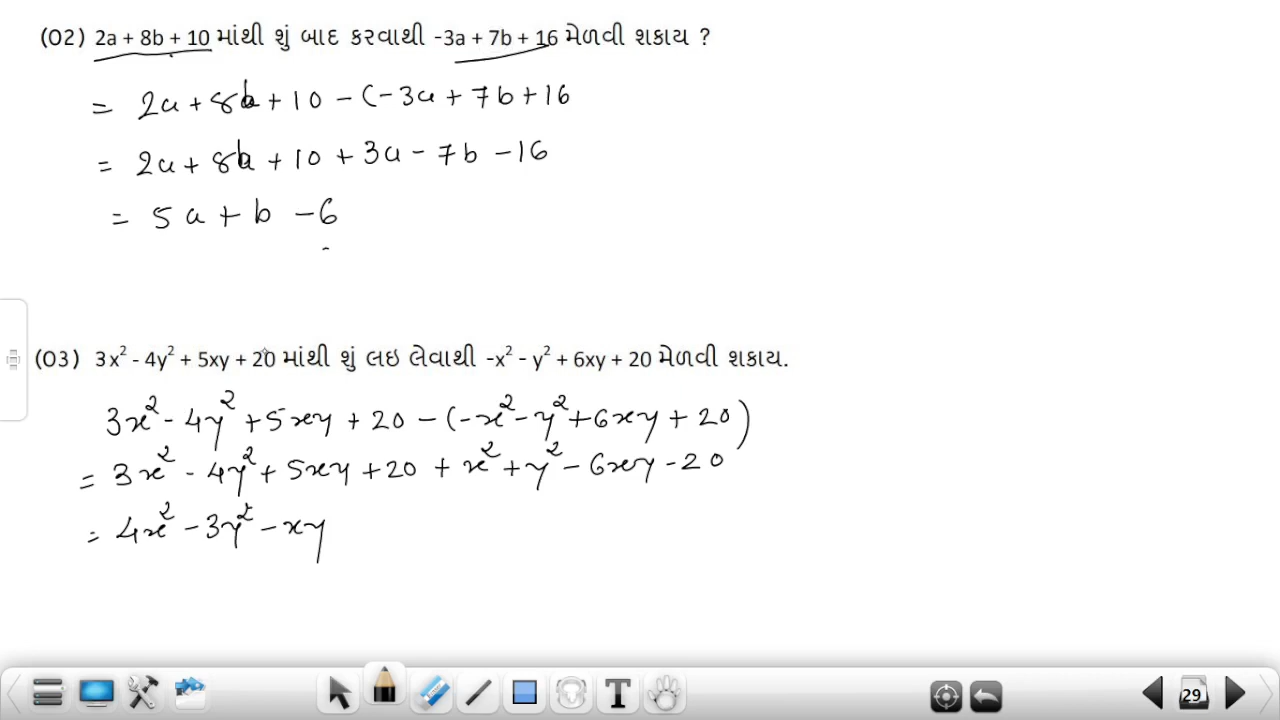 (02) 2a + 8b + 10 માંથી શું બાદ કરવાથી -3a + 7b + 16 મેળવી શકાય ?
= 2a + 8b + 10 - (-3a + 7b + 16
= 2a + 8b + 10 + 3a - 7b - 16
= 5a + b - 6
(03) 3x² - 4y² + 5xy + 20 માંથી શું લઇ લેવાથી -x² - y² + 6xy + 20 મેળવી શકાય.
3x² - 4y² + 5xy + 20 - (-x² - y² + 6xy + 20)
= 3x² - 4y² + 5xy + 20 + x² + y² - 6xy - 20
= 4x² - 3y² - xy
T
29